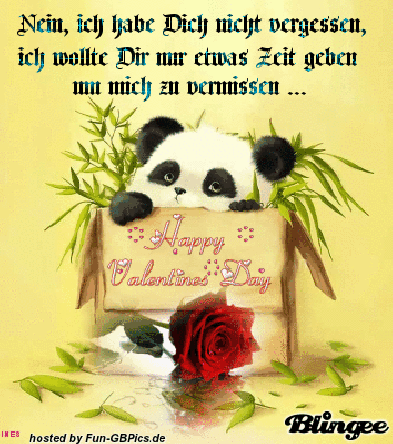 Nein, ich habe Dich nicht vergessen,
ich wollte Dir nur etwas Zeit geben
um mich zu vermissen ...
Happy
Valentines Day
Blingee
INES
hosted by Fun-GBPics.de